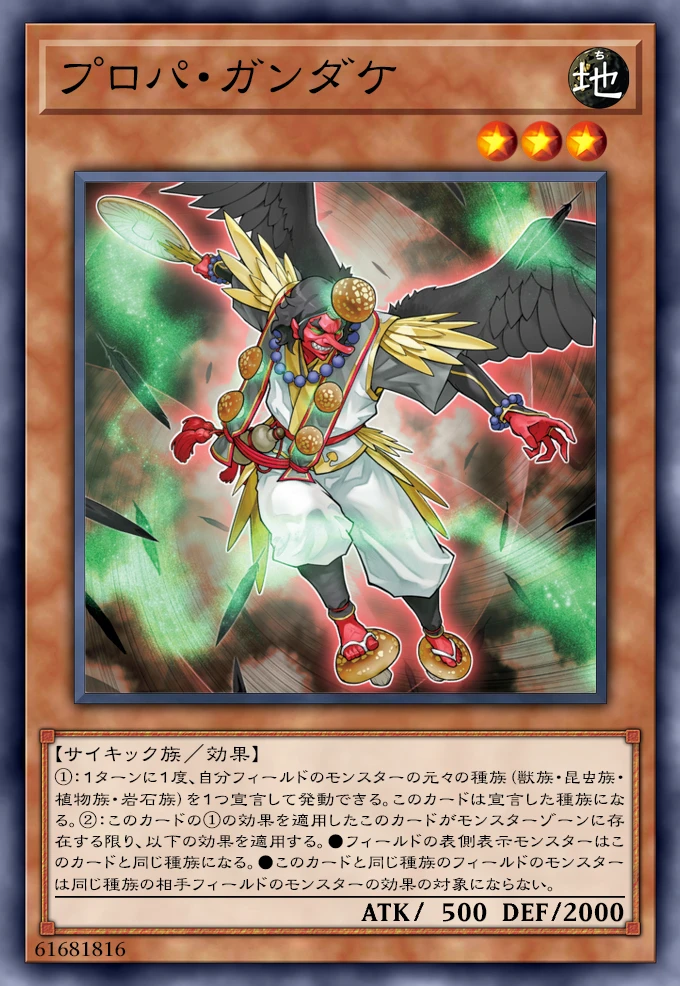 プロパ・ガンダケ
ち
地
【サイキック族／効果】
①：1ターンに1度、自分フィールドのモンスターの元々の種族（獣族・昆虫族・
植物族・岩石族）を1つ宣言して発動できる。このカードは宣言した種族にな
る。②：このカードの①の効果を適用したこのカードがモンスターゾーンに存
在する限り、以下の効果を適用する。●フィールドの表側表示モンスターはこ
のカードと同じ種族になる。●このカードと同じ種族のフィールドのモンスター
は同じ種族の相手フィールドのモンスターの効果の対象にならない。
ATK/ 500 DEF/2000
61681816